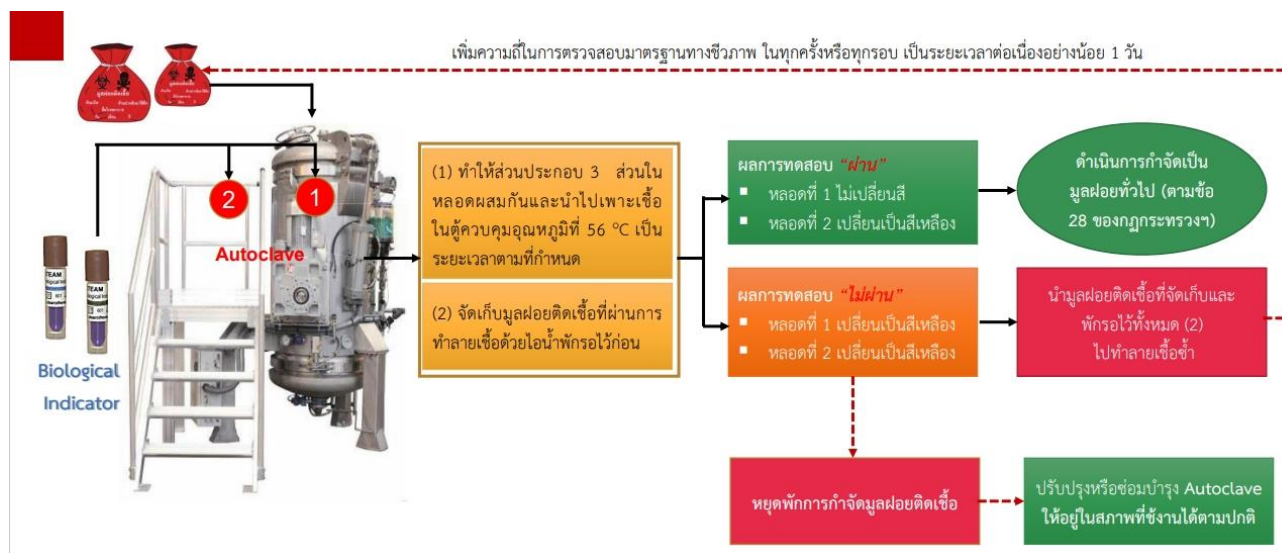 เพิ่มความถี่ในการตรวจสอบมาตรฐานทางชีวภาพ ในทุกครั้งหรือทุกรอบ เป็นระยะเวลาต่อเนื่องอย่างน้อย 1 วัน
มูลฝอยติดเชื้อ
มูลฝอยติดเชื้อ
2
1
Autoclave
TEAM
TEAM
Biological
Indicator
(1) ทำให้ส่วนประกอบ 3 ส่วนใน
หลอดผสมกันและนำไปเพาะเชื้อ
ในตู้ควบคุมอุณหภูมิที่ 56 °C เป็น
ระยะเวลาตามที่กำหนด
(2) จัดเก็บมูลฝอยติดเชื้อที่ผ่านการ
ทำลายเชื้อด้วยไอน้ำพักรอไว้ก่อน
ผลการทดสอบ “ผ่าน”
▪ หลอดที่ 1 ไม่เปลี่ยนสี
▪ หลอดที่ 2 เปลี่ยนเป็นสีเหลือง
ดำเนินการกำจัดเป็น
มูลฝอยทั่วไป (ตามข้อ
28 ของกฎกระทรวงฯ)
ผลการทดสอบ “ไม่ผ่าน”
▪ หลอดที่ 1 เปลี่ยนเป็นสีเหลือง
▪ หลอดที่ 2 เปลี่ยนเป็นสีเหลือง
นำมูลฝอยติดเชื้อที่จัดเก็บและ
พักรอไว้ทั้งหมด (2)
ไปทำลายเชื้อซ้ำ
หยุดพักการกำจัดมูลฝอยติดเชื้อ
ปรับปรุงหรือซ่อมบำรุง Autoclave
ให้อยู่ในสภาพที่ช้งานได้ตามปกติ